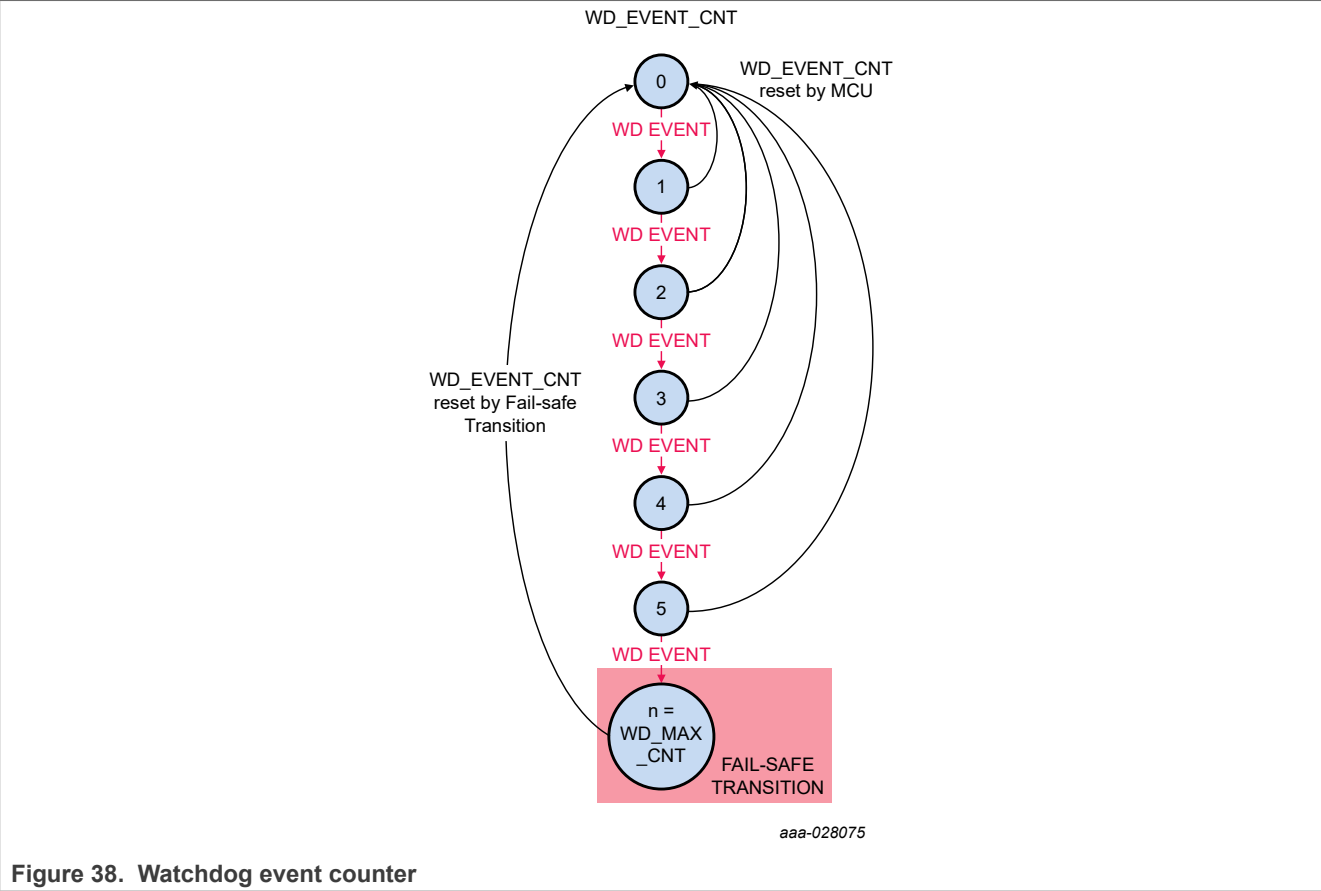 WD_EVENT_CNT
0
WD_EVENT_CNT
reset by MCU
WD EVENT
1
WD EVENT
2
WD EVENT
3
WD_EVENT_CNT
reset by Fail-safe
Transition
WD EVENT
4
WD EVENT
5
WD EVENT
n =
WD_MAX
_CNT
FAIL-SAFE
TRANSITION
aaa-028075
Figure 38. Watchdog event counter